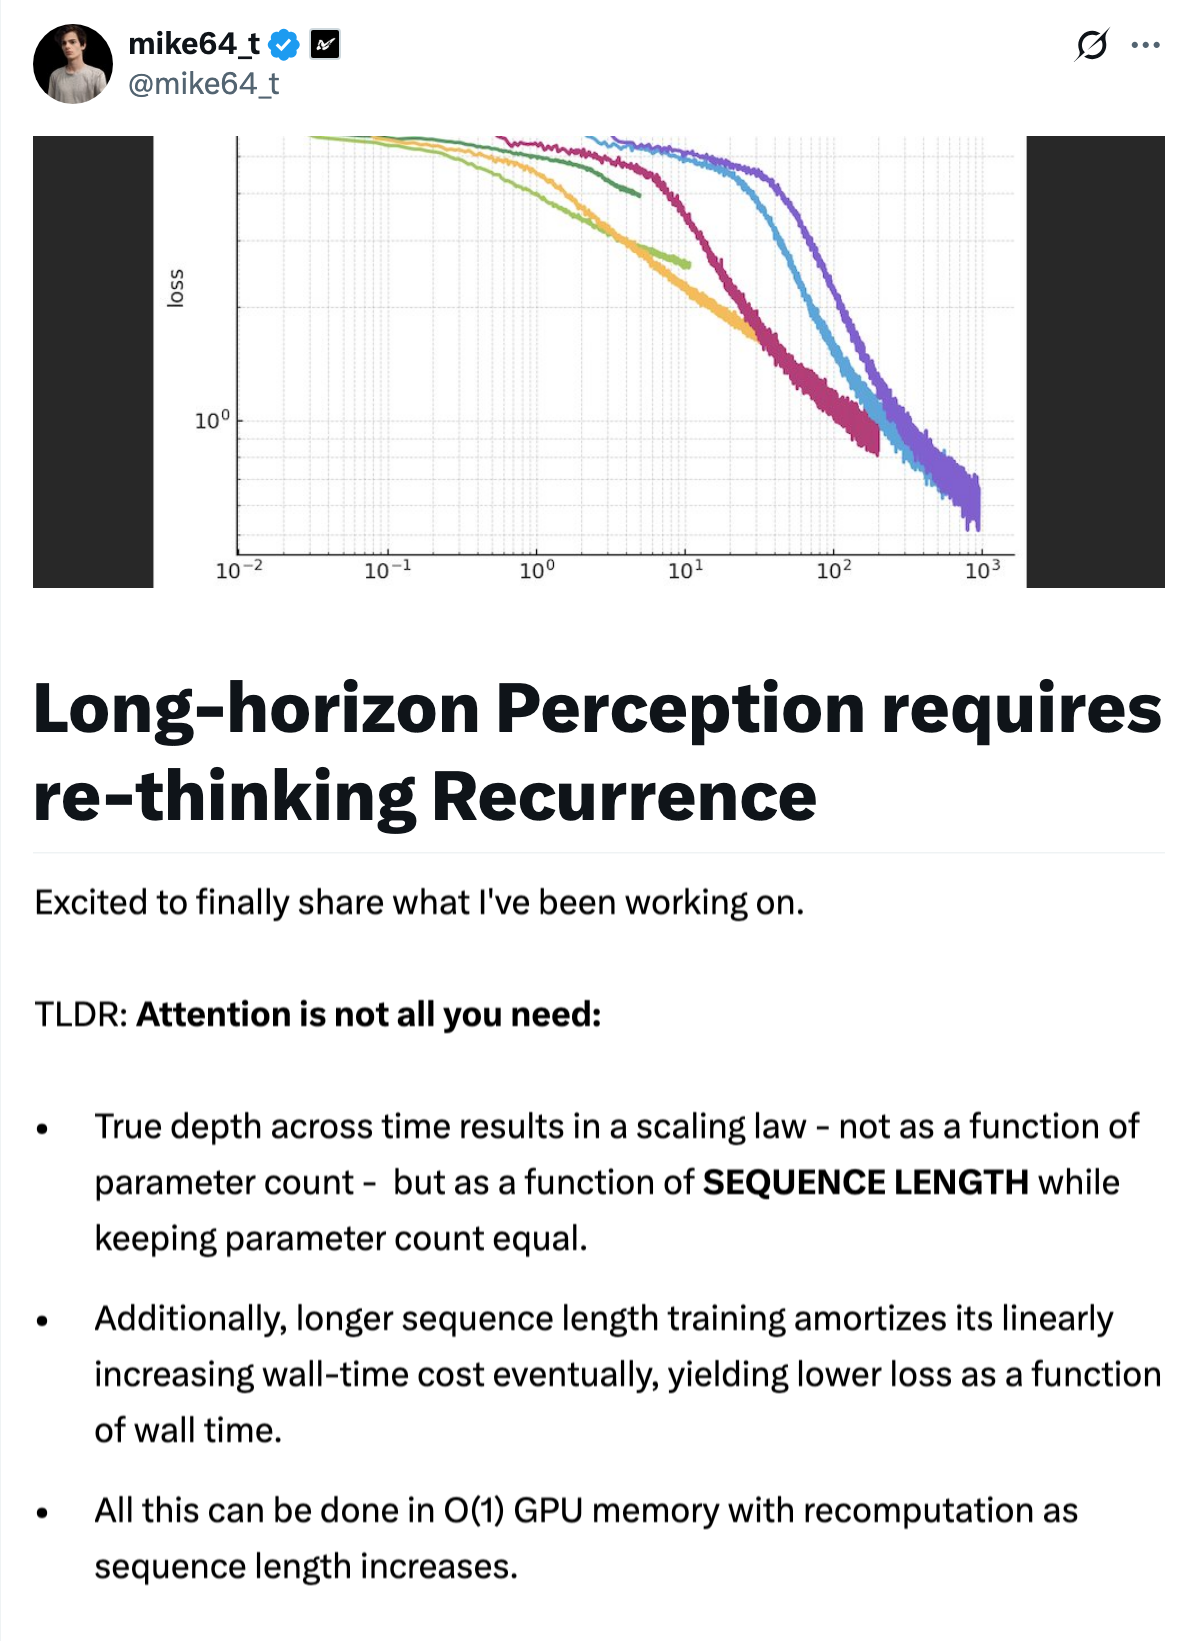 mike64_t
@mike64_t
loss
10⁰
10⁻² 10⁻¹ 10⁰ 10¹ 10² 10³
Long-horizon Perception requires
re-thinking Recurrence
Excited to finally share what I've been working on.
TLDR: Attention is not all you need:
• True depth across time results in a scaling law - not as a function of
parameter count - but as a function of SEQUENCE LENGTH while
keeping parameter count equal.
• Additionally, longer sequence length training amortizes its linearly
increasing wall-time cost eventually, yielding lower loss as a function
of wall time.
• All this can be done in O(1) GPU memory with recomputation as
sequence length increases.